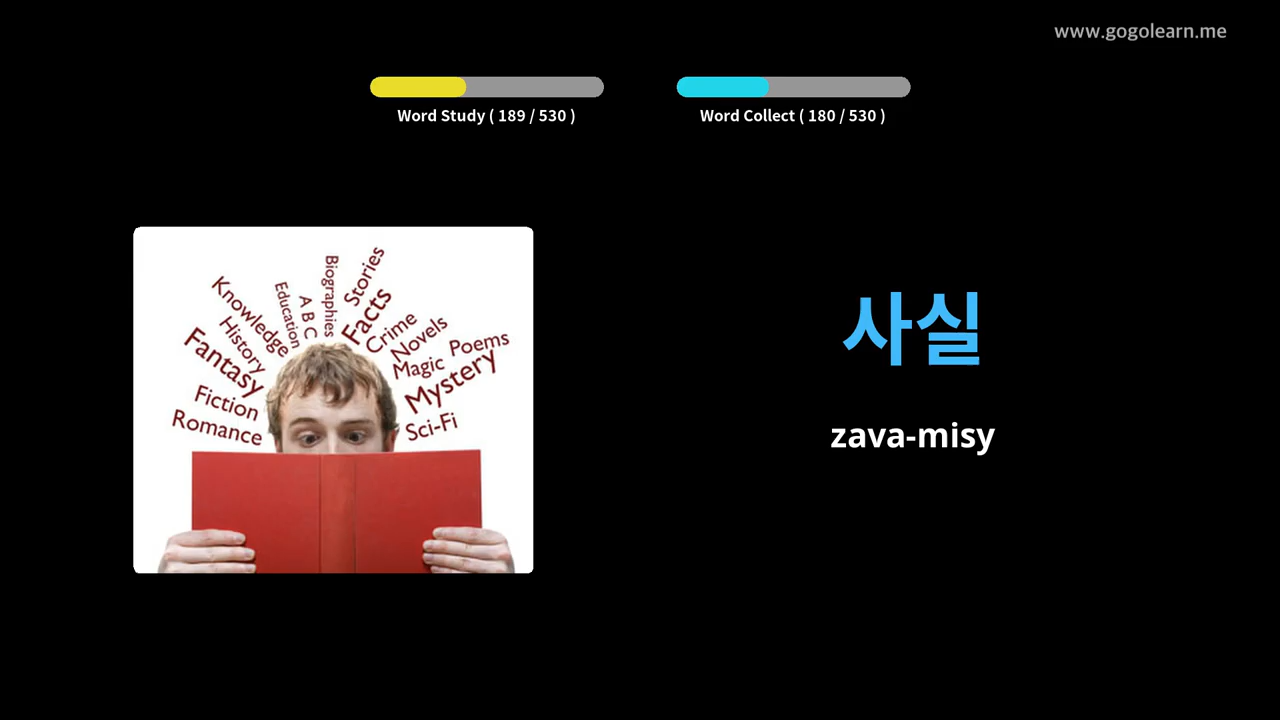 www.gogolearn.me
Word Study ( 189 / 530 )
Word Collect ( 180 / 530 )
Knowledge
History
Fantasy
Fiction
Romance
Education
A B C
Biographies
Stories
Facts
Crime
Novels
Magic
Poems
Mystery
Sci-Fi
사실
zava-misy